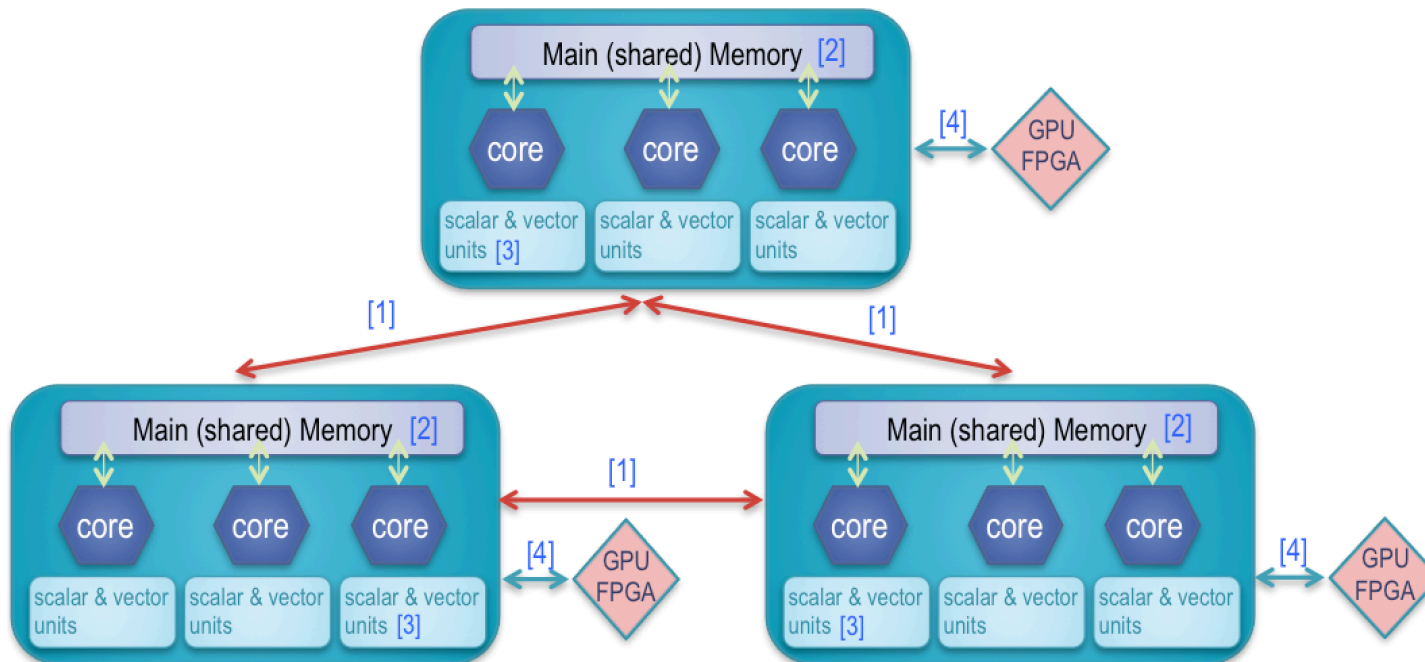 Main (shared) Memory [2]
core
core
core
[4]
GPU
FPGA
scalar & vector
units [3]
scalar & vector
units
scalar & vector
units
[1]
[1]
Main (shared) Memory [2]
core
core
core
scalar & vector
units
scalar & vector
units
scalar & vector
units [3]
[1]
[4]
GPU
FPGA
Main (shared) Memory [2]
core
core
core
scalar & vector
units [3]
scalar & vector
units
scalar & vector
units
[4]
GPU
FPGA